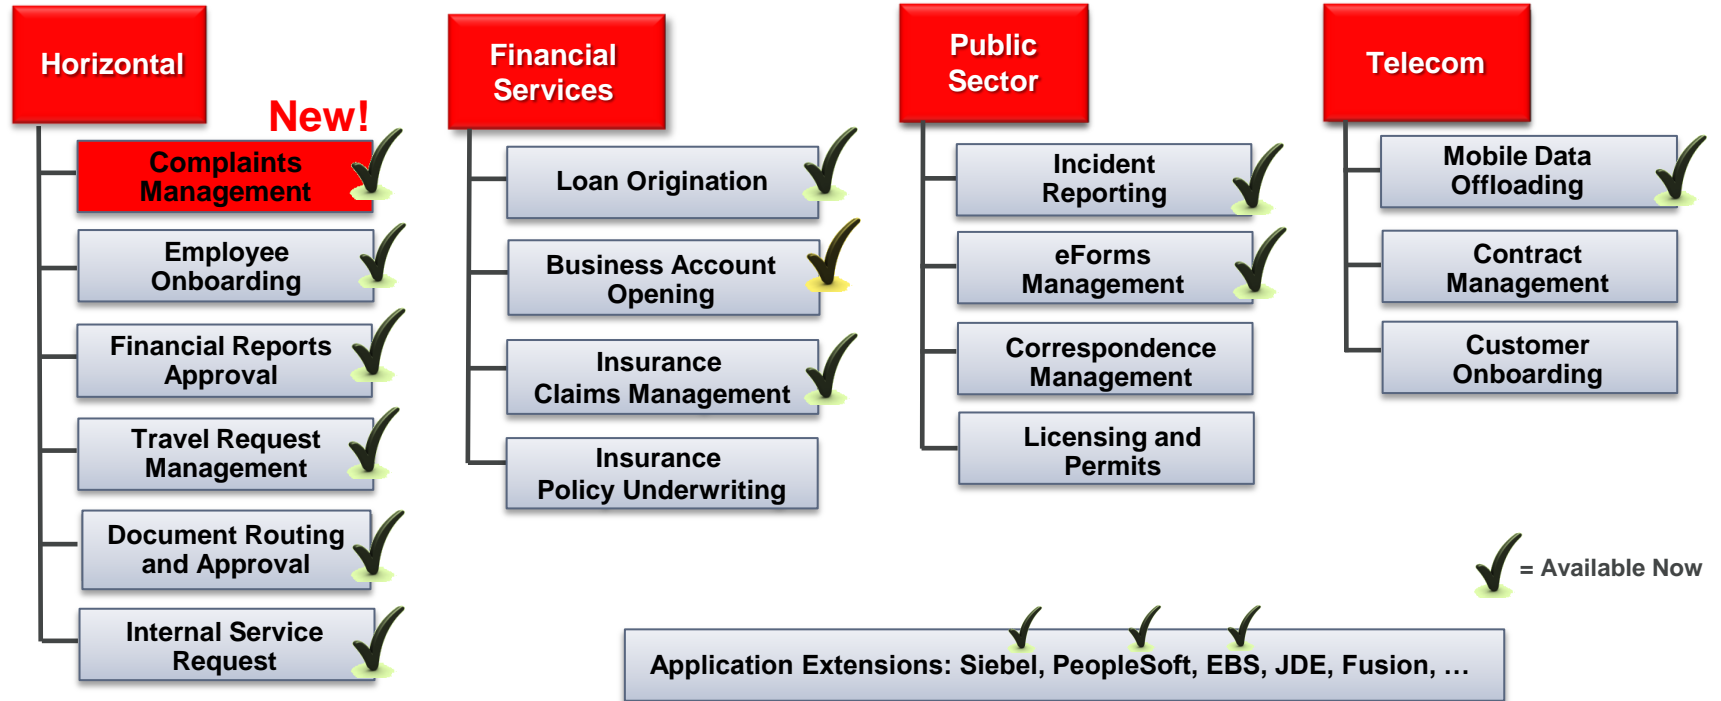 Horizontal
New!
Complaints
Management
Employee
Onboarding
Financial Reports
Approval
Travel Request
Management
Document Routing
and Approval
Internal Service
Request
Financial
Services
Loan Origination
Business Account
Opening
Insurance
Claims Management
Insurance
Policy Underwriting
Public
Sector
Incident
Reporting
eForms
Management
Correspondence
Management
Licensing and
Permits
Telecom
Mobile Data
Offloading
Contract
Management
Customer
Onboarding
= Available Now
Application Extensions: Siebel, PeopleSoft, EBS, JDE, Fusion, …